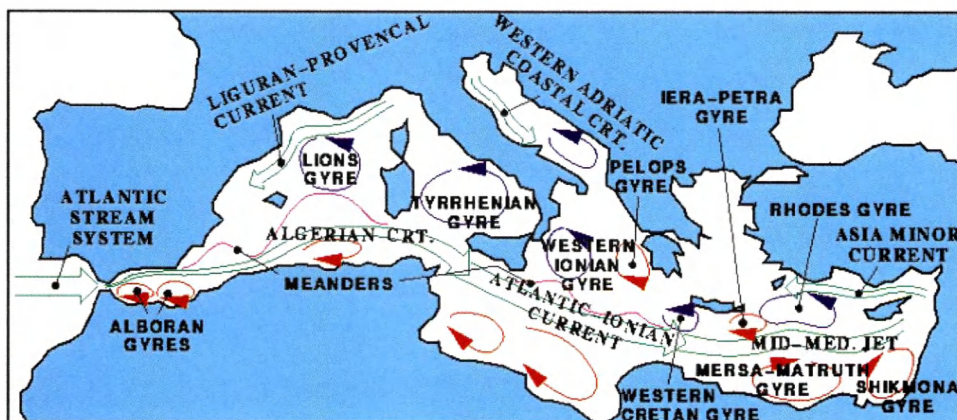 LIGURAN-PROVENCAL
CURRENT
WESTERN ADRIATIC
COASTAL CRT.
IERA-PETRA
GYRE
LIONS
GYRE
PELOPS
GYRE
ATLANTIC
STREAM
SYSTEM
TYRRHENIAN
GYRE
RHODES GYRE
ALGERIAN CRT.
WESTERN
IONIAN
GYRE
ASIA MINOR
CURRENT
MEANDERS
ATLANTIC-IONIAN
CURRENT
ALBORAN
GYRES
MID-MED. JET
MERSA-MATRUTH
GYRE
SHIKMONA
GYRE
WESTERN
CRETAN GYRE